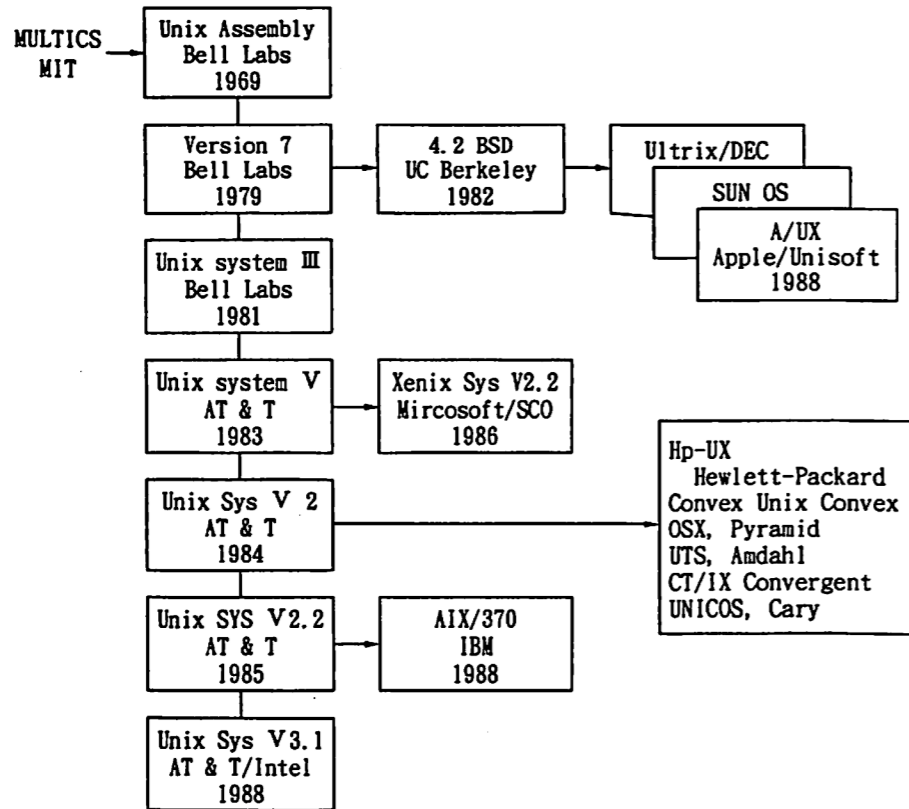 MULTICS
MIT
Unix Assembly
Bell Labs
1969
Version 7
Bell Labs
1979
4.2 BSD
UC Berkeley
1982
Ultrix/DEC
SUN OS
A/UX
Apple/Unisoft
1988
Unix system Ⅲ
Bell Labs
1981
Unix system Ⅴ
AT & T
1983
Xenix Sys V2.2
Mircosoft/SCO
1986
Unix Sys Ⅴ 2
AT & T
1984
Hp-UX
Hewlett-Packard
Convex Unix Convex
OSX, Pyramid
UTS, Amdahl
CT/IX Convergent
UNICOS, Cary
Unix SYS Ⅴ2.2
AT & T
1985
AIX/370
IBM
1988
Unix Sys Ⅴ3.1
AT & T/Intel
1988